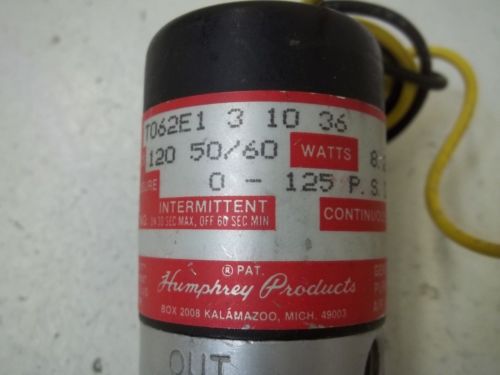 T062E1 3 10 36
120 50/60 WATTS
0 - 125 P.S.
INTERMITTENT
ON 30 SEC MAX, OFF 60 SEC MIN
CONTINUOUS
® PAT.
Humphrey Products
BOX 2008 KALAMAZOO, MICH. 49003
OUT